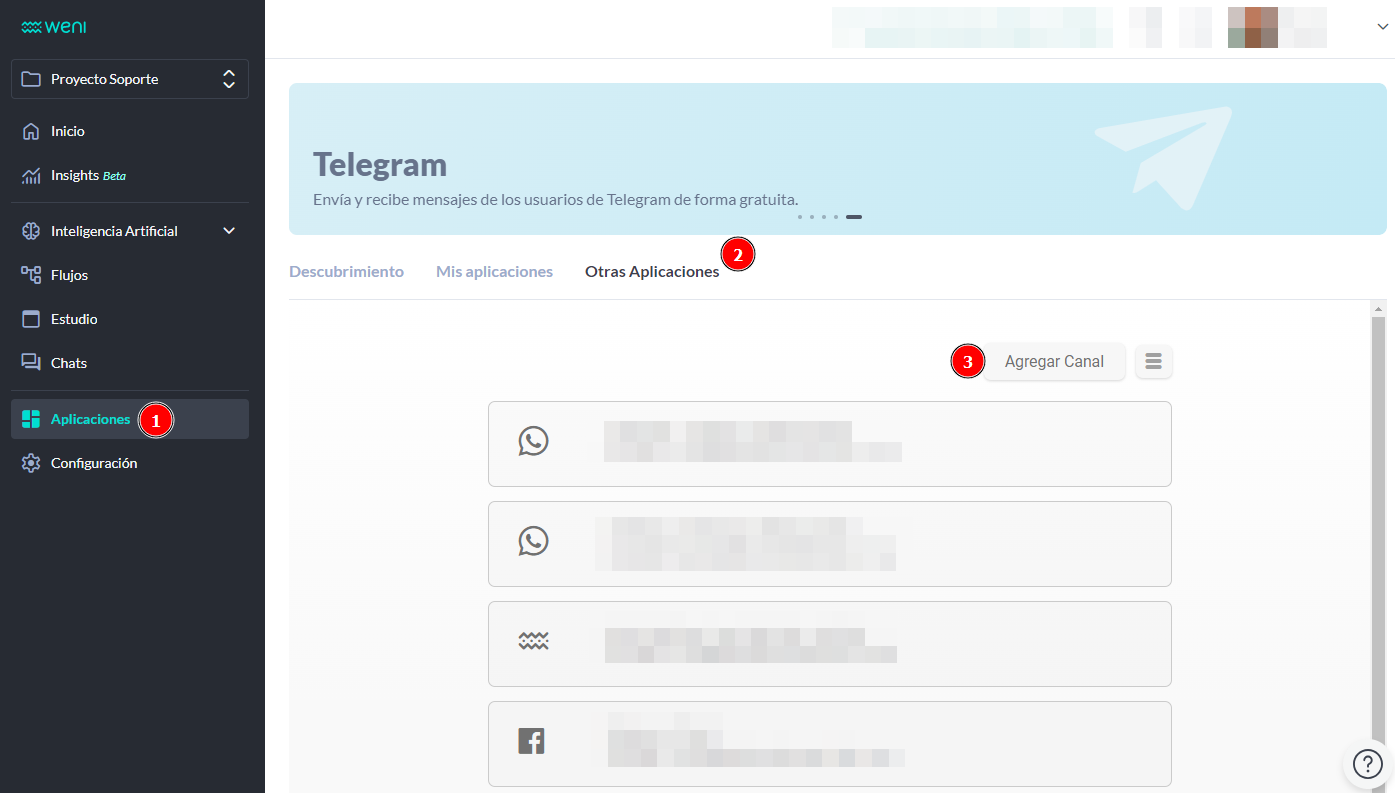 weni
Proyecto Soporte
Inicio
Insights Beta
Inteligencia Artificial
Flujos
Estudio
Chats
Aplicaciones 1
Configuración
Telegram
Envía y recibe mensajes de los usuarios de Telegram de forma gratuita.
2
Descubrimiento Mis aplicaciones Otras Aplicaciones
3 Agregar Canal
?